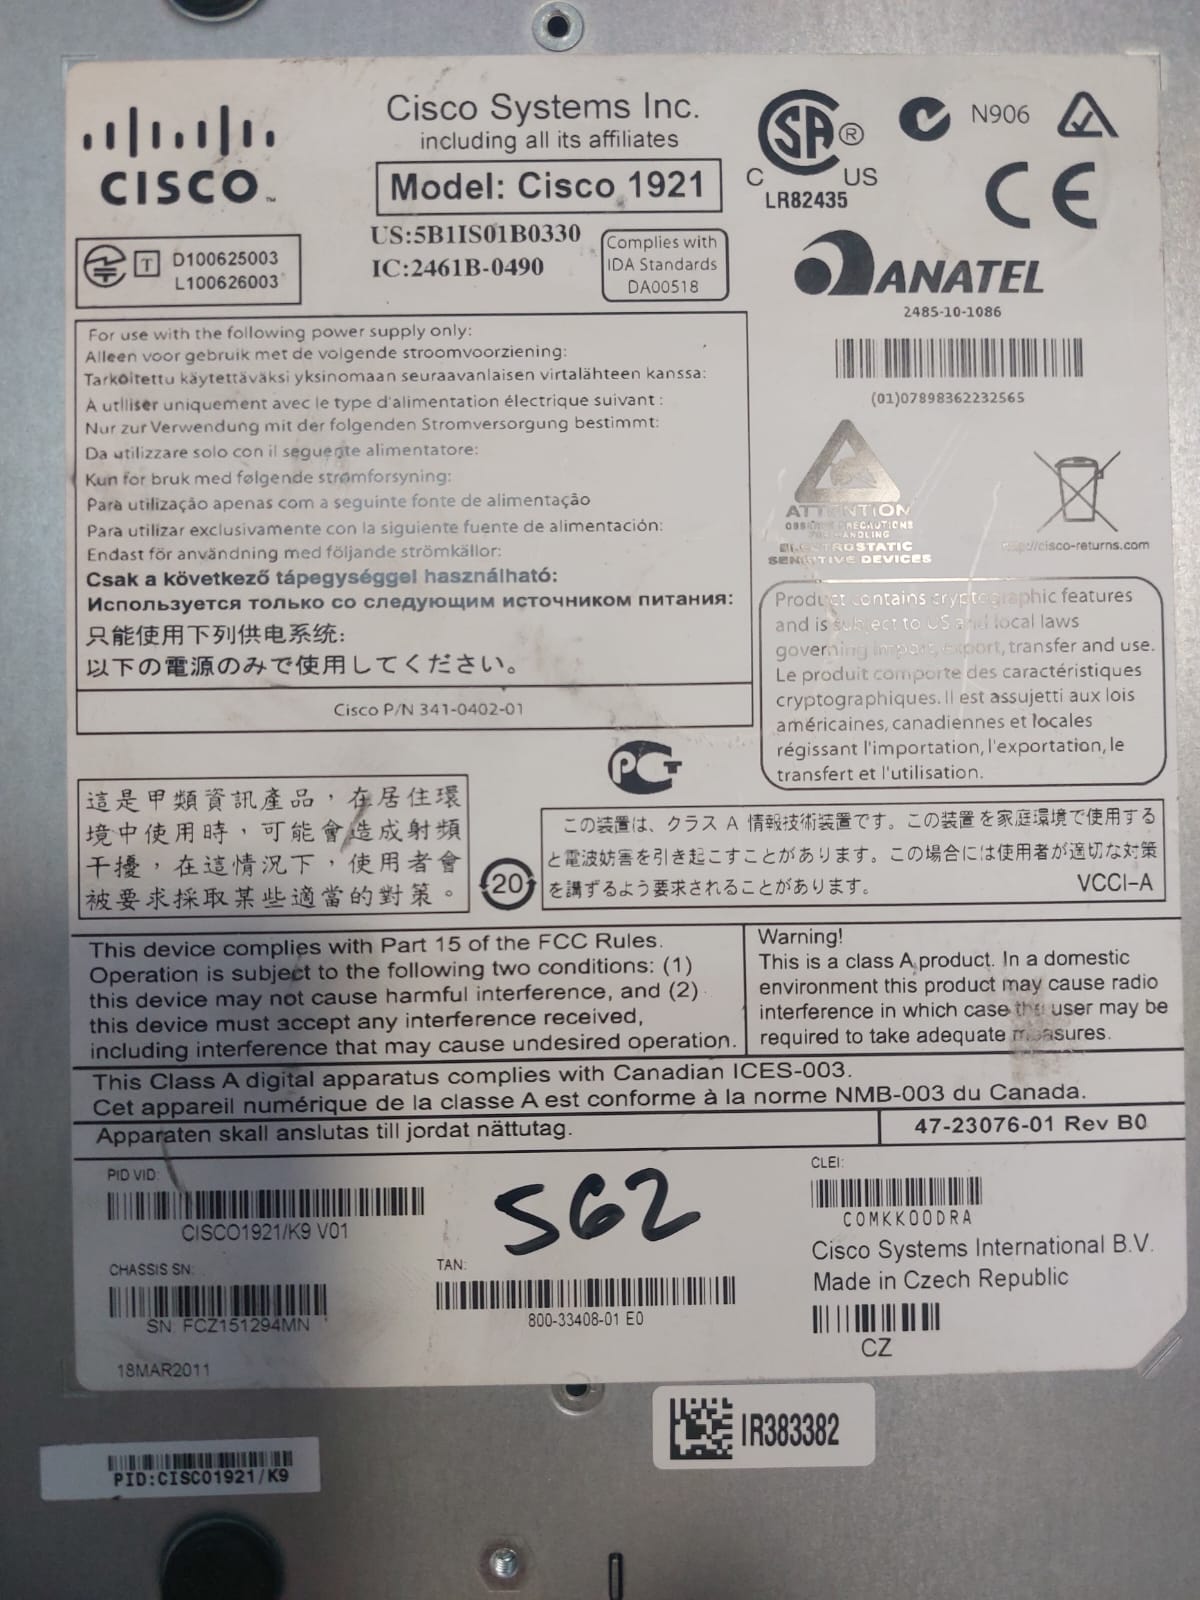 CISCO™
Cisco Systems Inc.
including all its affiliates
Model: Cisco 1921
US:5B1IS01B0330
IC:2461B-0490
Complies with
IDA Standards
DA00518
C SA ® US
LR82435
N906
CE
ANATEL
2485-10-1086
(01)07898362232565
T D100625003
L100626003
For use with the following power supply only:
Alleen voor gebruik met de volgende stroomvoorziening:
Tarkoitettu käytettäväksi yksinomaan seuraavanlaisen virtalähteen kanssa:
A utiliser uniquement avec le type d'alimentation électrique suivant :
Nur zur Verwendung mit der folgenden Stromversorgung bestimmt:
Da utilizzare solo con il seguente alimentatore:
Kun for bruk med følgende strømforsyning:
Para utilização apenas com a seguinte fonte de alimentação
Para utilizar exclusivamente con la siguiente fuente de alimentación:
Endast för användning med följande strömkällor:
Csak a következő tápegységgel használható:
Используется только со следующим источником питания:
只能使用下列供电系统:
以下の電源のみで使用してください。
Cisco P/N 341-0402-01
ATTENTION
OBSERVE PRECAUTIONS
FOR HANDLING
ELECTROSTATIC
SENSITIVE DEVICES
http://cisco-returns.com
Product contains cryptographic features
and is subject to US and local laws
governing import, export, transfer and use.
Le produit comporte des caractéristiques
cryptographiques. Il est assujetti aux lois
américaines, canadiennes et locales
régissant l'importation, l'exportation, le
transfert et l'utilisation.
這是甲類資訊產品，在居住環
境中使用時，可能會造成射頻
干擾，在這情況下，使用者會
被要求採取某些適當的對策。
20
この装置は、クラス A 情報技術装置です。この装置を家庭環境で使用する
と電波妨害を引き起こすことがあります。この場合には使用者が適切な対策
を講ずるよう要求されることがあります。 VCCI-A
This device complies with Part 15 of the FCC Rules.
Operation is subject to the following two conditions: (1)
this device may not cause harmful interference, and (2)
this device must accept any interference received,
including interference that may cause undesired operation.
Warning!
This is a class A product. In a domestic
environment this product may cause radio
interference in which case the user may be
required to take adequate measures.
This Class A digital apparatus complies with Canadian ICES-003.
Cet appareil numérique de la classe A est conforme à la norme NMB-003 du Canada.
Apparaten skall anslutas till jordat nättutag.
47-23076-01 Rev B0
PID VID:
CISCO1921/K9 V01
562
CLEI:
COMKK00DRA
Cisco Systems International B.V.
Made in Czech Republic
CZ
CHASSIS SN:
SN: FCZ151294MN
TAN:
800-33408-01 E0
18MAR2011
IR383382
PID:CISCO1921/K9